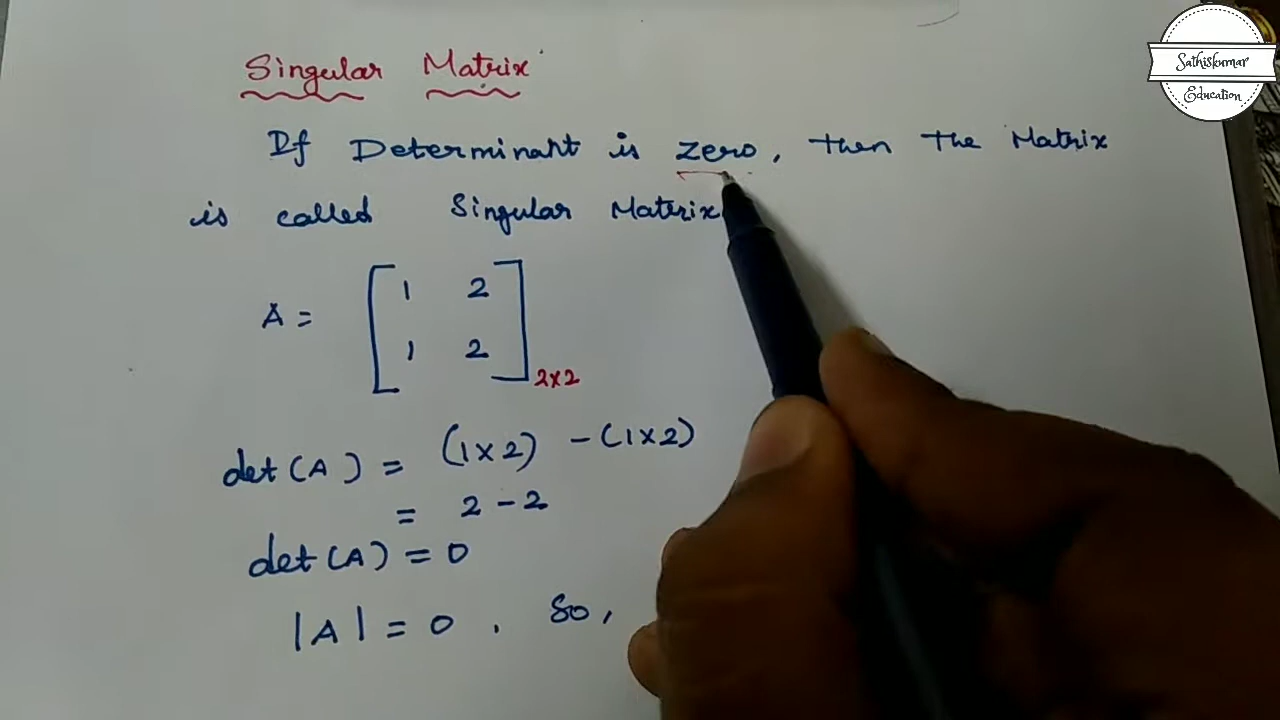 Singular Matrix
If Determinant is zero, then the Matrix
is called Singular Matrix
A = [ 1 2
1 2 ] 2x2
det (A) = (1x2) - (1x2)
= 2 - 2
det (A) = 0
|A| = 0 . So,
Sathiskumar
Education